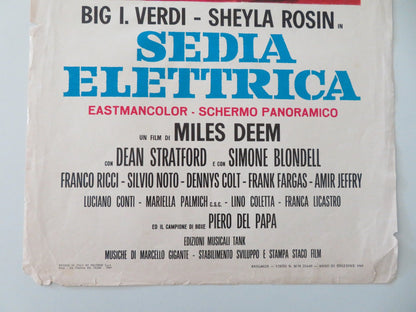 BIG I. VERDI - SHEYLA ROSIN IN
SEDIA
ELETTRICA
EASTMANCOLOR - SCHERMO PANORAMICO
UN FILM DI MILES DEEM
CON DEAN STRATFORD E CON SIMONE BLONDELL
FRANCO RICCI - SILVIO NOTO - DENNYS COLT - FRANK FARGAS - AMIR JEFFRY
LUCIANO CONTI - MARIELLA PALMICH C.S.C. - LINO COLETTA - FRANCA LICASTRO
ED IL CAMPIONE DI BOXE PIERO DEL PAPA
EDIZIONI MUSICALI TANK
MUSICHE DI MARCELLO GIGANTE - STABILIMENTO SVILUPPO E STAMPA STACO FILM